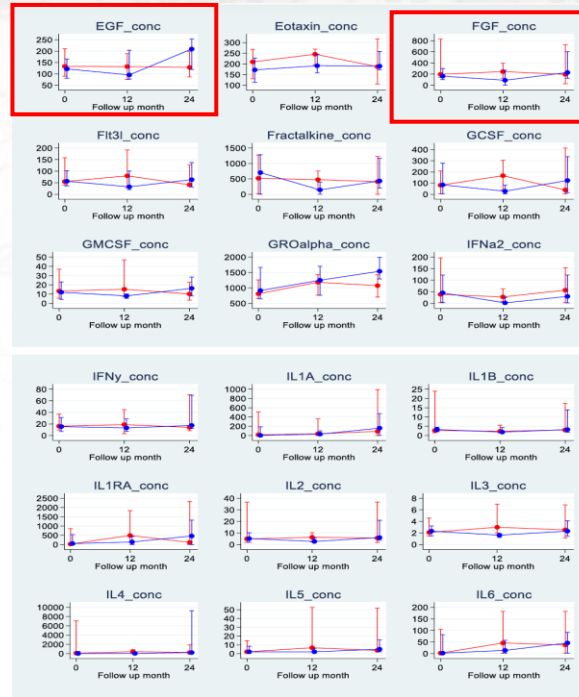 EGF_conc
250
200
150
100
50
0 12 24
Follow up month
Eotaxin_conc
300
250
200
150
100
0 12 24
Follow up month
FGF_conc
800
600
400
200
0
0 12 24
Follow up month
Flt3l_conc
200
150
100
50
0
0 12 24
Follow up month
Fractalkine_conc
1500
1000
500
0
0 12 24
Follow up month
GCSF_conc
400
300
200
100
0
0 12 24
Follow up month
GMCSF_conc
50
40
30
20
10
0
0 12 24
Follow up month
GROalpha_conc
2000
1500
1000
500
0 12 24
Follow up month
IFNa2_conc
200
150
100
50
0
0 12 24
Follow up month
IFNy_conc
80
60
40
20
0
0 12 24
Follow up month
IL1A_conc
1000
800
600
400
200
0
0 12 24
Follow up month
IL1B_conc
25
20
15
10
5
0
0 12 24
Follow up month
IL1RA_conc
2500
2000
1500
1000
500
0
0 12 24
Follow up month
IL2_conc
40
30
20
10
0
0 12 24
Follow up month
IL3_conc
8
6
4
2
0
0 12 24
Follow up month
IL4_conc
10000
8000
6000
4000
2000
0
0 12 24
Follow up month
IL5_conc
50
40
30
20
10
0
0 12 24
Follow up month
IL6_conc
200
150
100
50
0
0 12 24
Follow up month